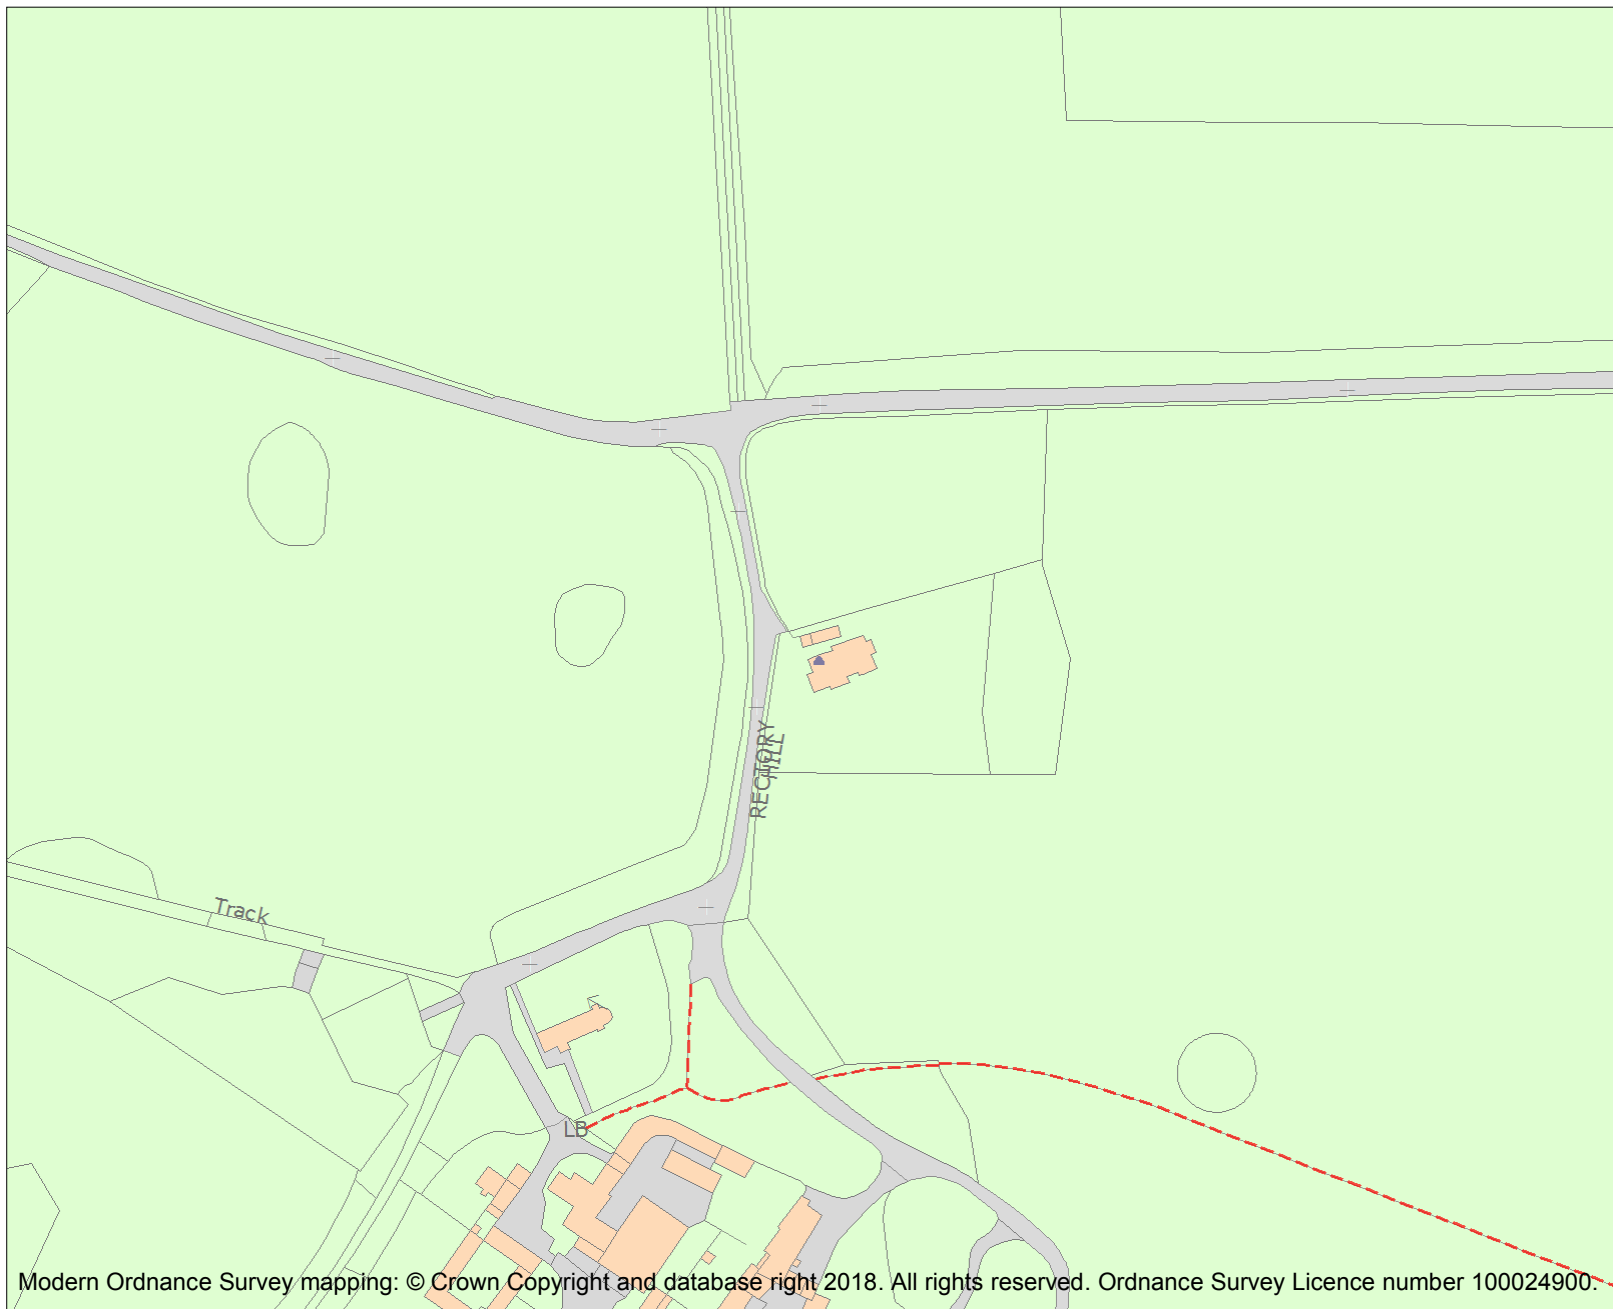 RECTORY
HILL
Track
LB
Modern Ordnance Survey mapping: © Crown Copyright and database right 2018. All rights reserved. Ordnance Survey Licence number 100024900.